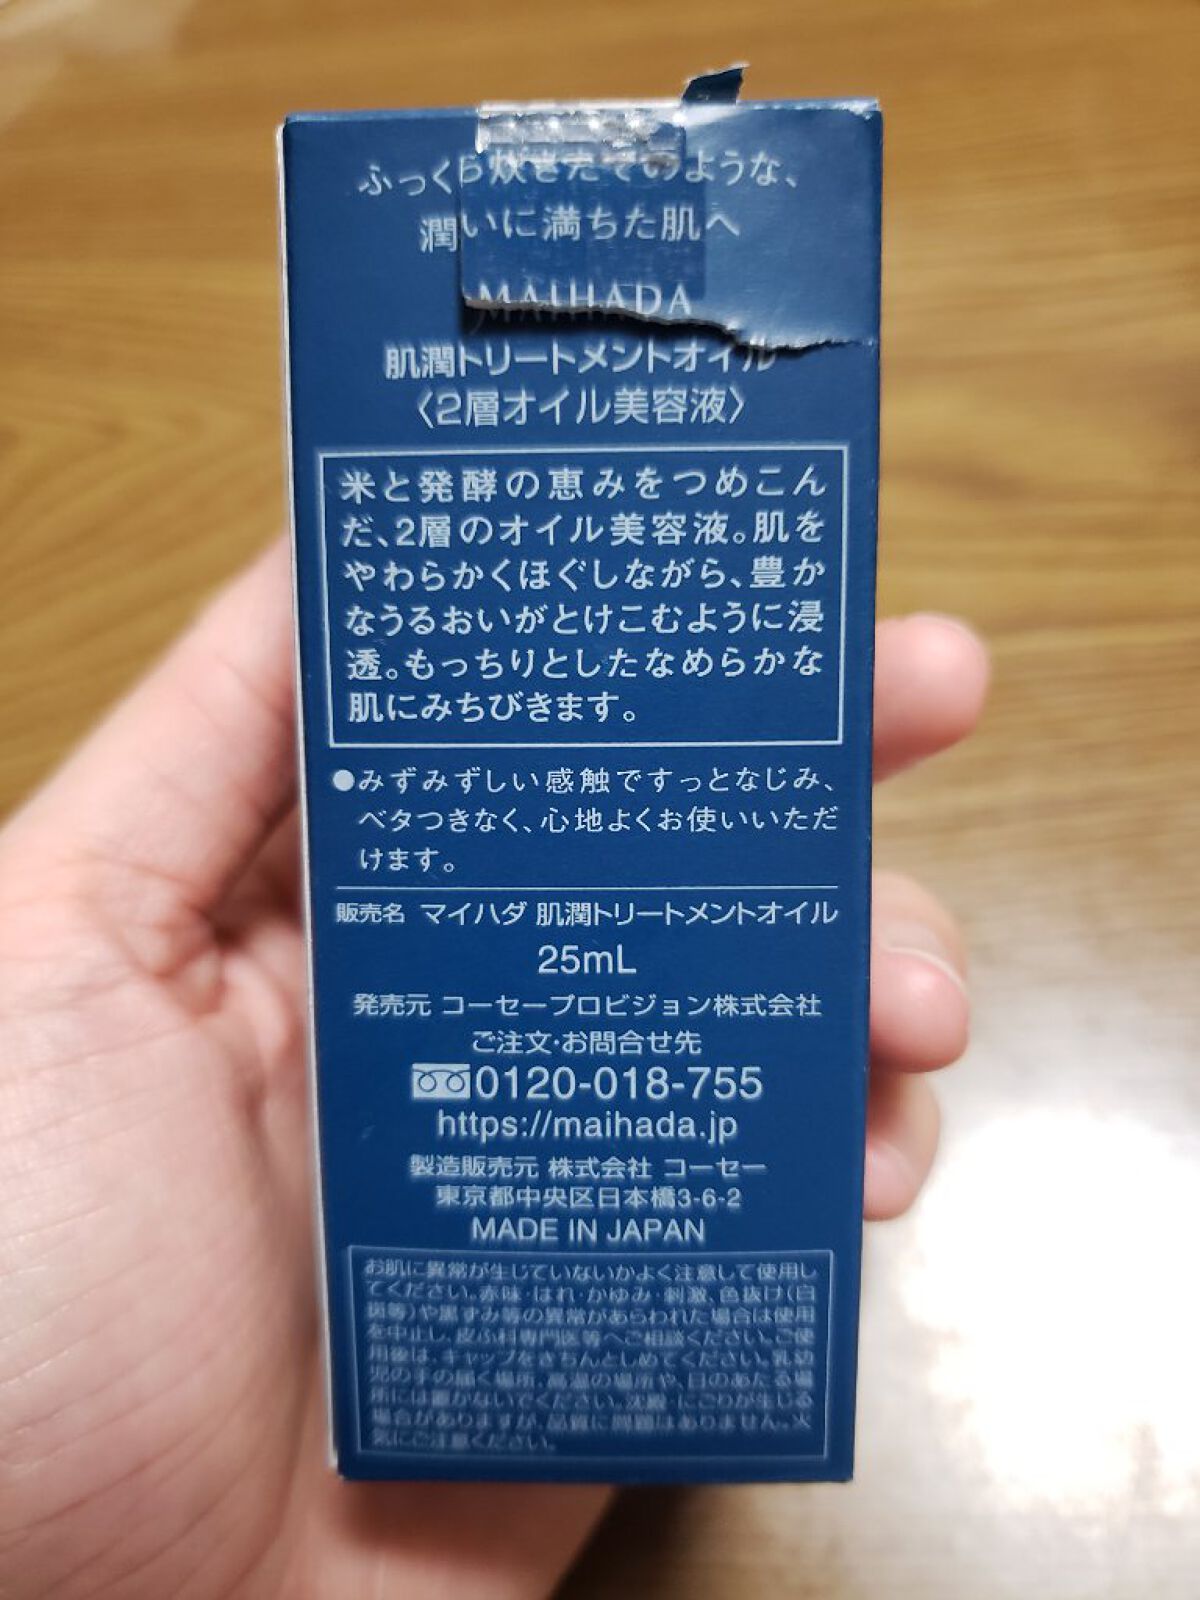 ふっくら炊きたてのような、
潤いに満ちた肌へ
MAIHADA
肌潤トリートメントオイル
〈2層オイル美容液〉
米と発酵の恵みをつめこん
だ、2層のオイル美容液。肌を
やわらかくほぐしながら、豊か
なうるおいがとけこむように浸
透。もっちりとしたなめらかな
肌にみちびきます。
●みずみずしい感触ですっとなじみ、
ベタつきなく、心地よくお使いいただ
けます。
販売名 マイハダ 肌潤トリートメントオイル
25mL
発売元 コーセープロビジョン株式会社
ご注文・お問合せ先
0120-018-755
https://maihada.jp
製造販売元 株式会社 コーセー
東京都中央区日本橋3-6-2
MADE IN JAPAN
お肌に異常が生じていないかよく注意して使用し
てください。赤味・はれ・かゆみ・刺激、色抜け(白
斑等)や黒ずみ等の異常があらわれた場合は使用
を中止し、皮ふ科専門医等へご相談ください。ご使
用後は、キャップをきちんとしめてください。乳幼
児の手の届く場所、高温の場所や、日のあたる場
所には置かないでください。沈殿・にごりが生じる
場合がありますが、品質に問題はありません。火
気にご注意ください。